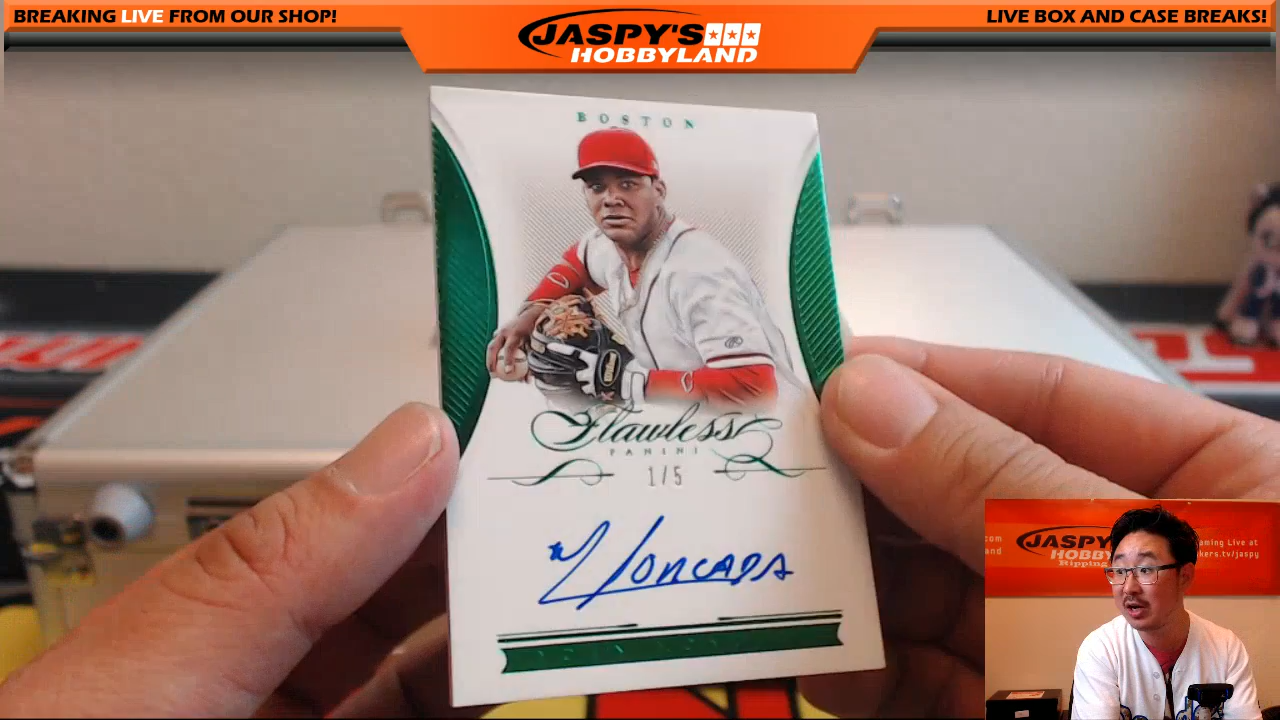 BREAKING LIVE FROM OUR SHOP!
JASPY'S
HOBBYLAND
LIVE BOX AND CASE BREAKS!
BOSTON
Flawless
PANINI
1/5
Y Moncada
JASPY'S
HOBBY
Ripping